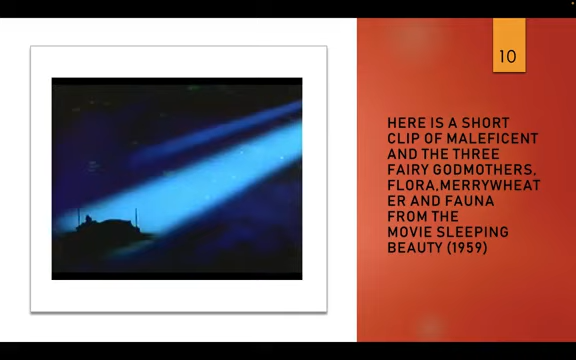 10
HERE IS A SHORT
CLIP OF MALEFICENT
AND THE THREE
FAIRY GODMOTHERS,
FLORA,MERRYWHEAT
ER AND FAUNA
FROM THE
MOVIE SLEEPING
BEAUTY (1959)